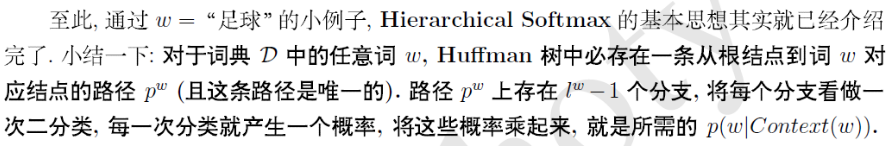 至此, 通过 w = “足球” 的小例子, Hierarchical Softmax 的基本思想其实就已经介绍
完了. 小结一下: 对于词典 D 中的任意词 w, Huffman 树中必存在一条从根结点到词 w 对
应结点的路径 p^w (且这条路径是唯一的). 路径 p^w 上存在 l^w − 1 个分支, 将每个分支看做一
次二分类, 每一次分类就产生一个概率, 将这些概率乘起来, 就是所需的 p(w|Context(w)).